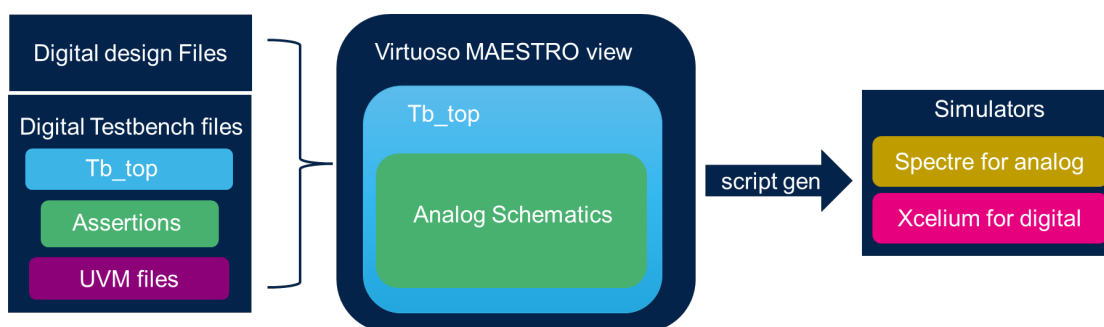 Digital design Files
Digital Testbench files
Tb_top
Assertions
UVM files
Virtuoso MAESTRO view
Tb_top
Analog Schematics
script gen
Simulators
Spectre for analog
Xcelium for digital